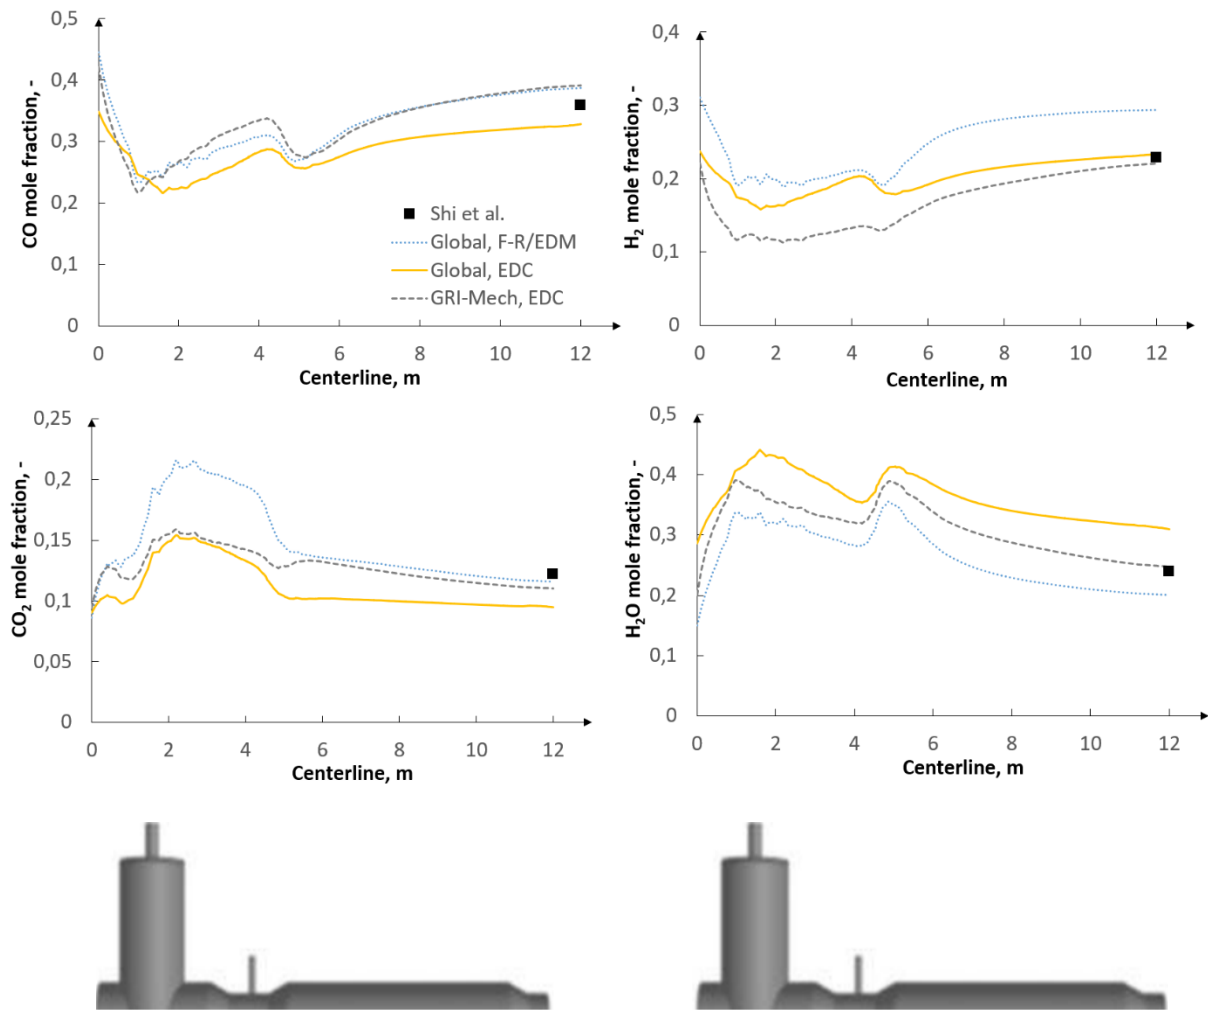 CO mole fraction, -
0,5
0,4
0,3
0,2
0,1
0
0 2 4 6 8 10 12
Centerline, m
Shi et al.
Global, F-R/EDM
Global, EDC
GRI-Mech, EDC
H2 mole fraction, -
0,4
0,3
0,2
0,1
0
0 2 4 6 8 10 12
Centerline, m
CO2 mole fraction, -
0,25
0,2
0,15
0,1
0,05
0
0 2 4 6 8 10 12
Centerline, m
H2O mole fraction, -
0,5
0,4
0,3
0,2
0,1
0
0 2 4 6 8 10 12
Centerline, m